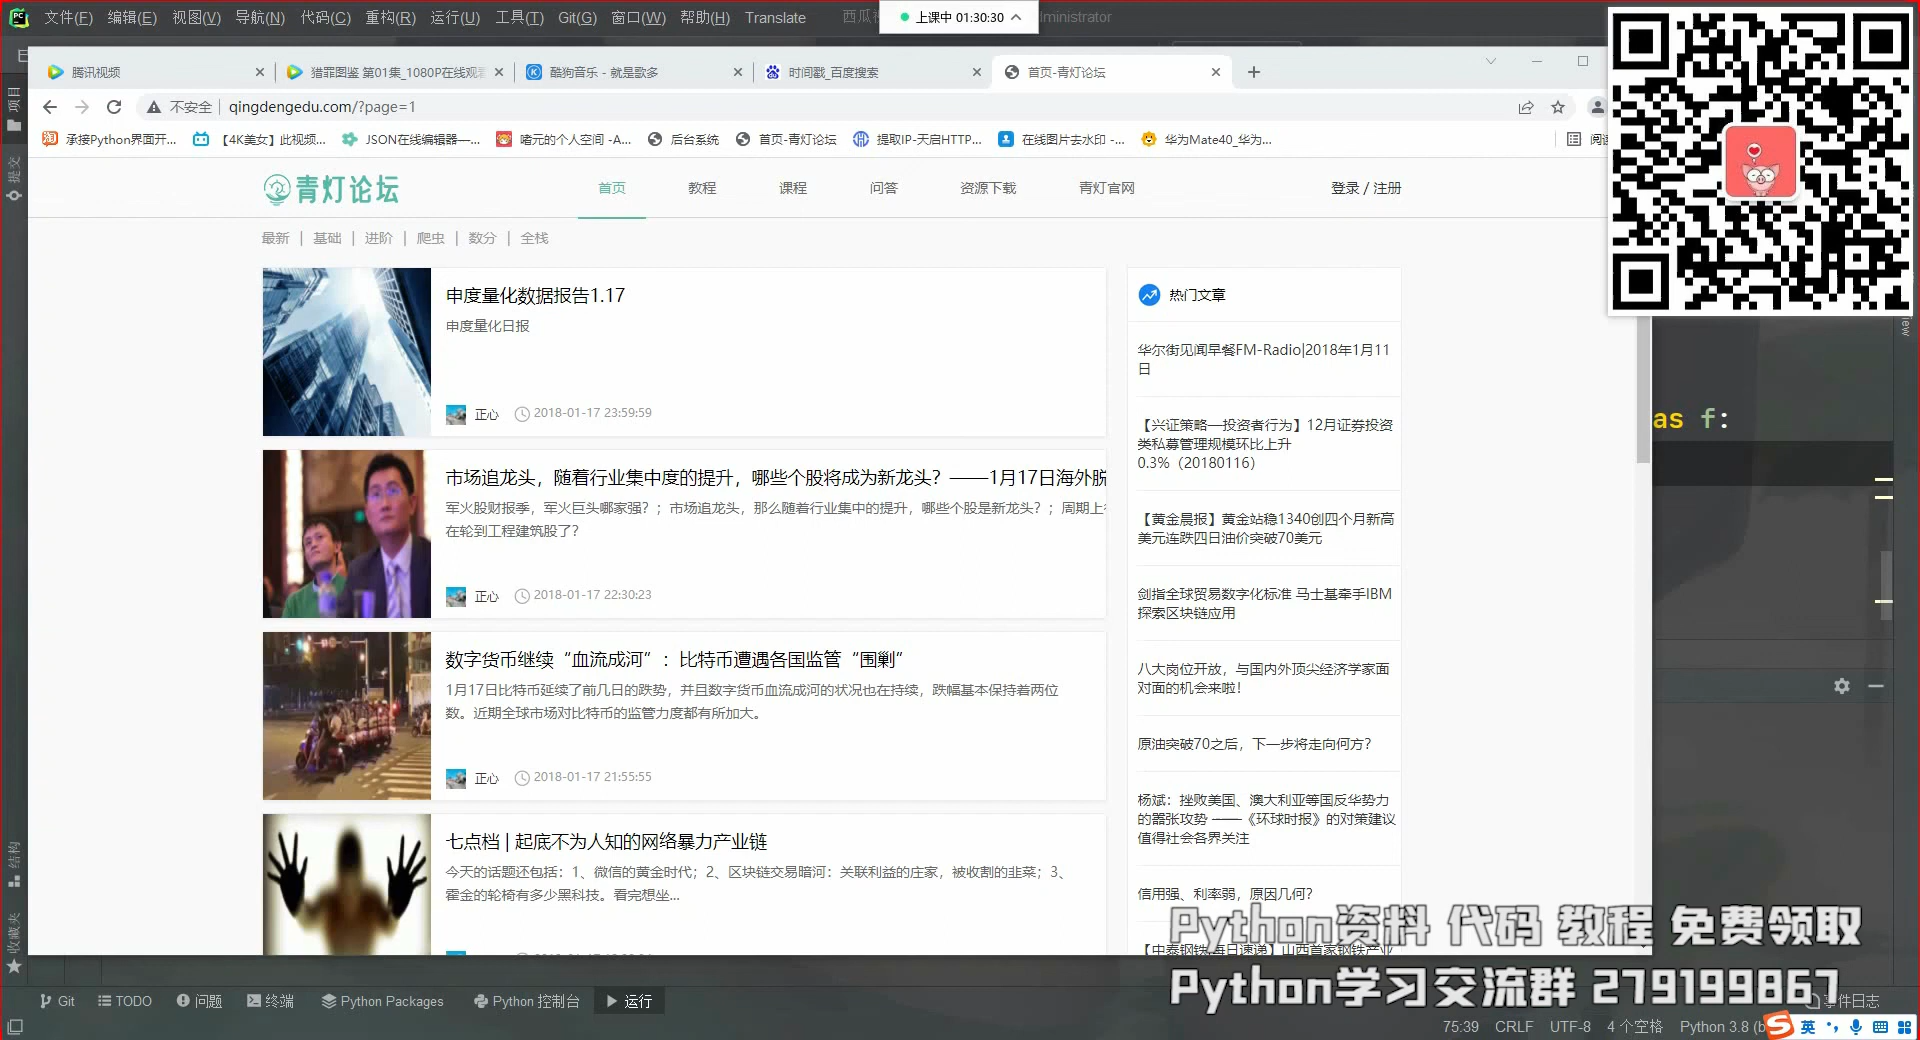 文件(F) 编辑(E) 视图(V) 导航(N) 代码(C) 重构(R) 运行(U) 工具(T) Git(G) 窗口(W) 帮助(H) Translate
上课中 01:30:30
dministrator
腾讯视频
猎罪图鉴 第01集_1080P在线观
酷狗音乐 - 就是歌多
时间戳_百度搜索
首页-青灯论坛
不安全 qingdengedu.com/?page=1
承接Python界面开...
【4K美女】此视频...
JSON在线编辑器—...
啫元的个人空间 -A...
后台系统
首页-青灯论坛
提取IP-天启HTTP...
在线图片去水印 -...
华为Mate40_华为...
青灯论坛
首页 教程 课程 问答 资源下载 青灯官网
登录 / 注册
最新 | 基础 | 进阶 | 爬虫 | 数分 | 全栈
申度量化数据报告1.17
申度量化日报
正心 2018-01-17 23:59:59
市场追龙头，随着行业集中度的提升，哪些个股将成为新龙头？——1月17日海外脱
军火股财报季，军火巨头哪家强？；市场追龙头，那么随着行业集中的提升，哪些个股是新龙头？；周期上
在轮到工程建筑股了?
正心 2018-01-17 22:30:23
数字货币继续“血流成河”：比特币遭遇各国监管“围剿”
1月17日比特币延续了前几日的跌势，并且数字货币血流成河的状况也在持续，跌幅基本保持着两位
数。近期全球市场对比特币的监管力度都有所加大。
正心 2018-01-17 21:55:55
七点档 | 起底不为人知的网络暴力产业链
今天的话题还包括：1、微信的黄金时代；2、区块链交易暗河：关联利益的庄家，被收割的韭菜；3、
霍金的轮椅有多少黑科技。看完想坐...
热门文章
华尔街见闻早餐FM-Radio|2018年1月11
日
【兴证策略—投资者行为】12月证券投资
类私募管理规模环比上升
0.3%（20180116）
【黄金晨报】黄金站稳1340创四个月新高
美元连跌四日油价突破70美元
剑指全球贸易数字化标准 马士基牵手IBM
探索区块链应用
八大岗位开放，与国内外顶尖经济学家面
对面的机会来啦！
原油突破70之后，下一步将走向何方?
杨斌：挫败美国、澳大利亚等国反华势力
的嚣张攻势 ——《环球时报》的对策建议
值得社会各界关注
信用强、利率弱，原因几何?
【中泰钢铁·每日速递】山西首家钢铁产业
as f:
项目
提交
结构
收藏夹
Python资料 代码 教程 免费领取
Python学习交流群 279199867
Git TODO 问题 终端 Python Packages Python 控制台 运行
事件日志
75:39 CRLF UTF-8 4 个空格 Python 3.8 (b
英